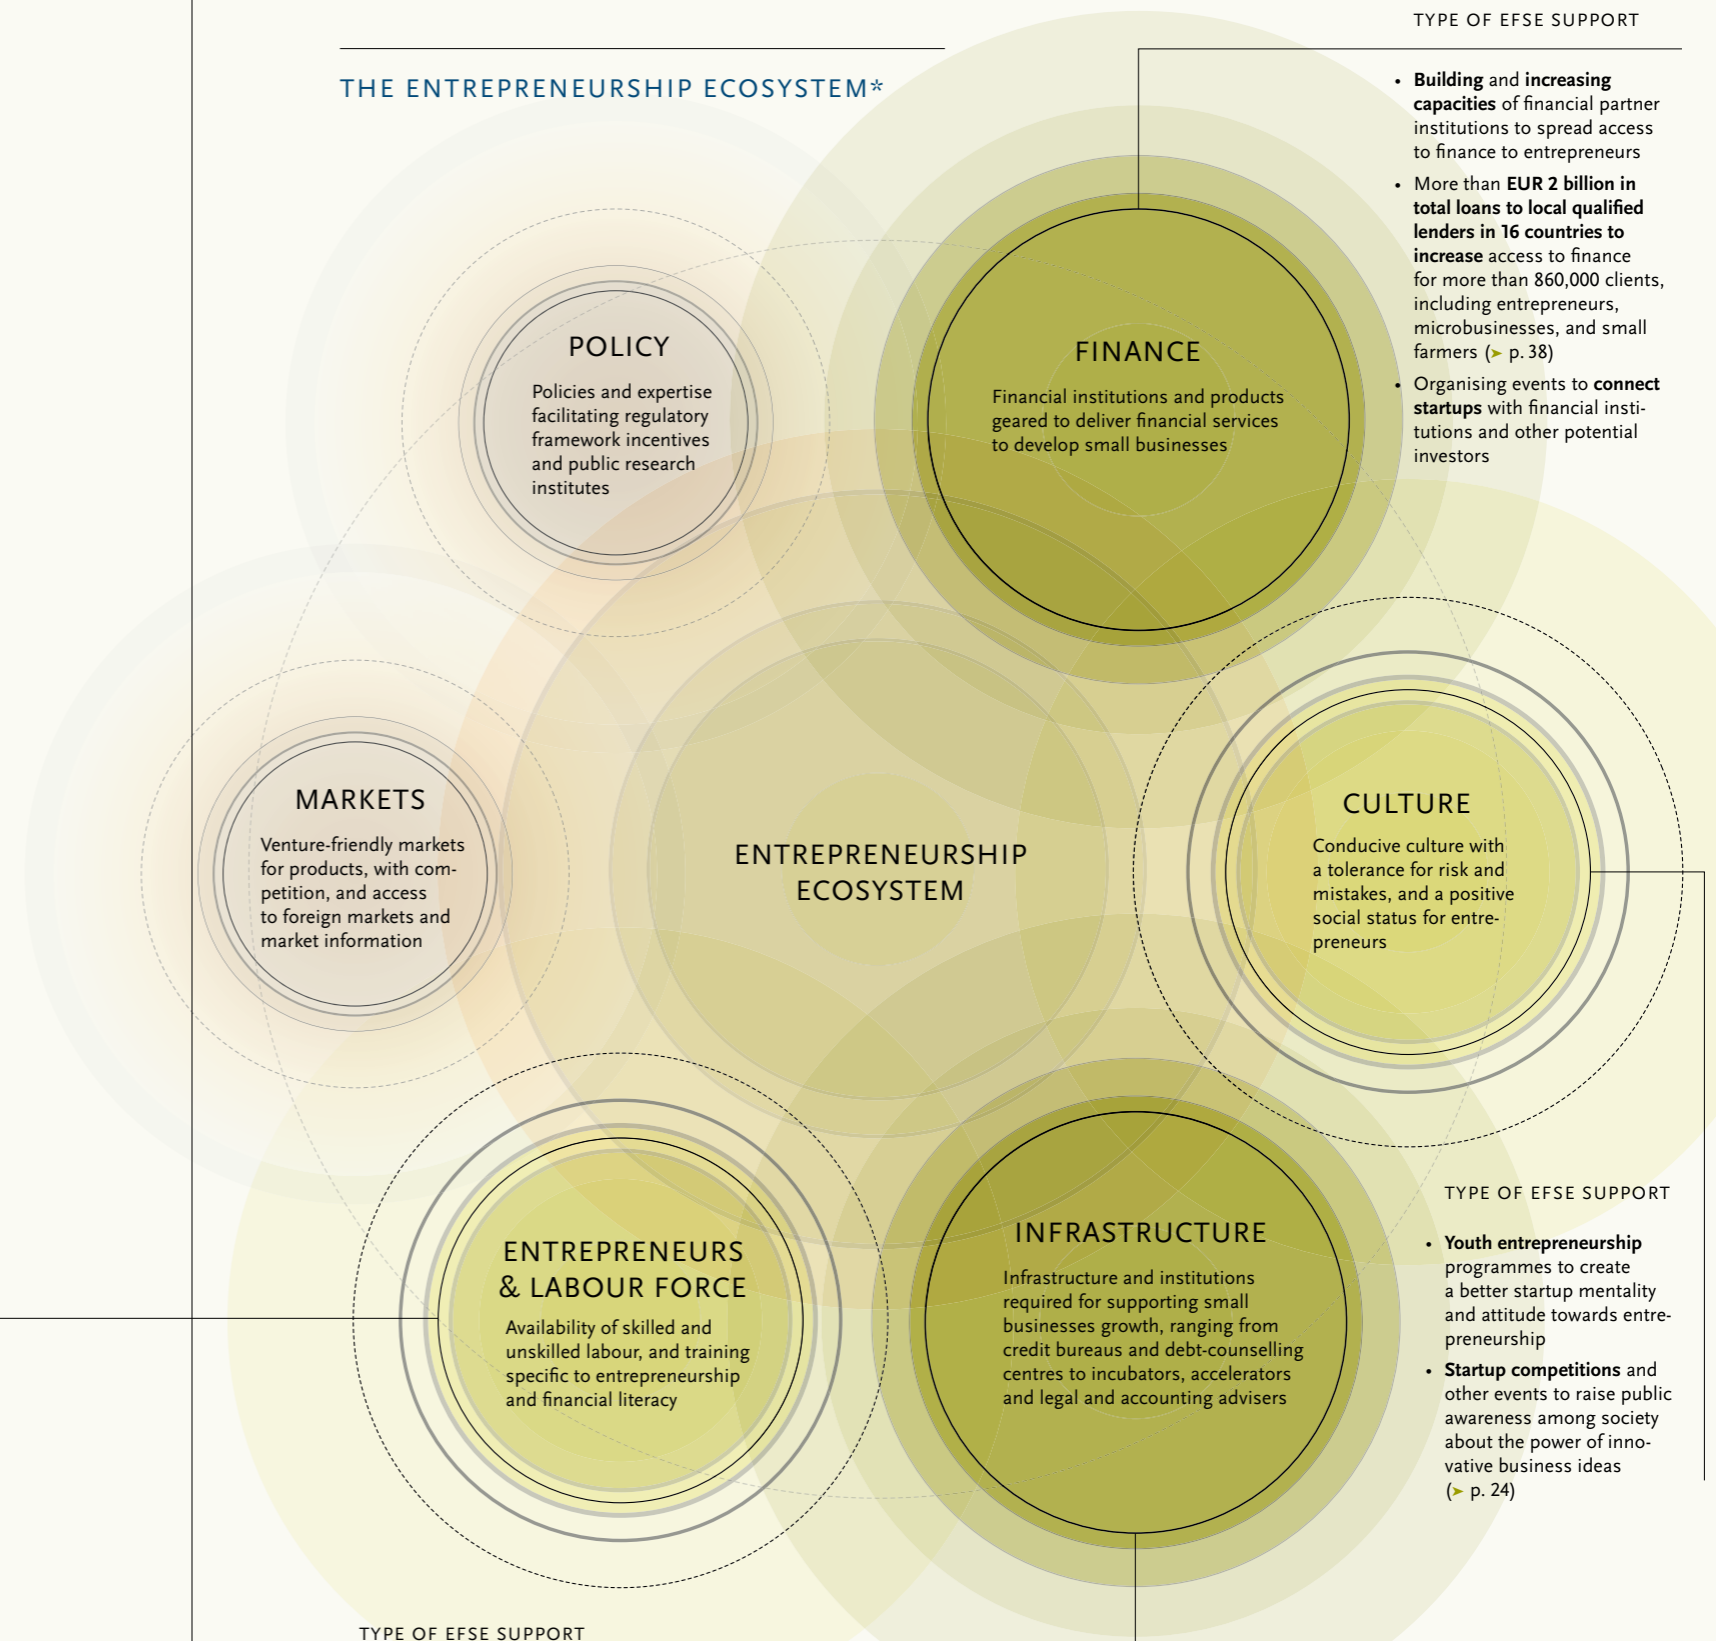 TYPE OF EFSE SUPPORT
THE ENTREPRENEURSHIP ECOSYSTEM*
• Building and increasing
capacities of financial partner
institutions to spread access
to finance to entrepreneurs
• More than EUR 2 billion in
total loans to local qualified
lenders in 16 countries to
increase access to finance
for more than 860,000 clients,
including entrepreneurs,
microbusinesses, and small
farmers (➤ p. 38)
• Organising events to connect
startups with financial insti-
tutions and other potential
investors
POLICY
Policies and expertise
facilitating regulatory
framework incentives
and public research
institutes
FINANCE
Financial institutions and products
geared to deliver financial services
to develop small businesses
MARKETS
Venture-friendly markets
for products, with com-
petition, and access
to foreign markets and
market information
ENTREPRENEURSHIP
ECOSYSTEM
CULTURE
Conducive culture with
a tolerance for risk and
mistakes, and a positive
social status for entre-
preneurs
ENTREPRENEURS
& LABOUR FORCE
Availability of skilled and
unskilled labour, and training
specific to entrepreneurship
and financial literacy
INFRASTRUCTURE
Infrastructure and institutions
required for supporting small
businesses growth, ranging from
credit bureaus and debt-counselling
centres to incubators, accelerators
and legal and accounting advisers
TYPE OF EFSE SUPPORT
• Youth entrepreneurship
programmes to create
a better startup mentality
and attitude towards entre-
preneurship
• Startup competitions and
other events to raise public
awareness among society
about the power of inno-
vative business ideas
(➤ p. 24)
TYPE OF EFSE SUPPORT